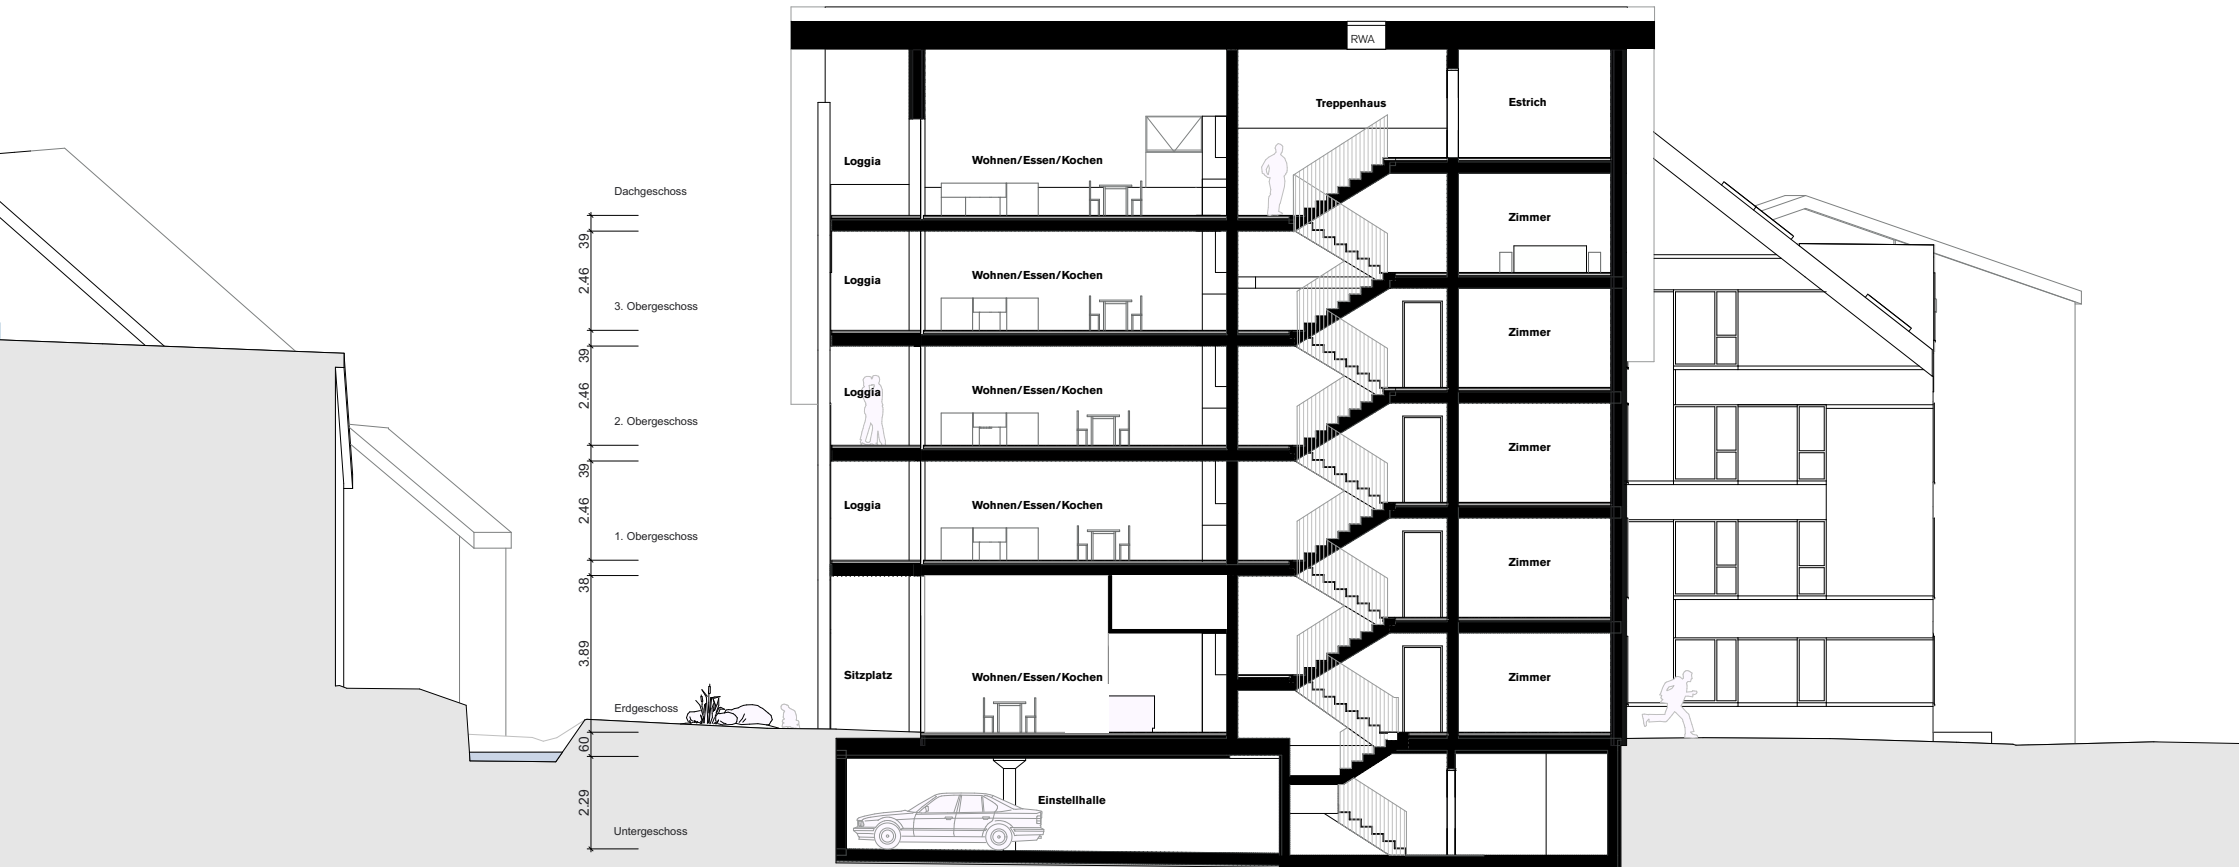 RWA
Treppenhaus
Estrich
Loggia
Wohnen/Essen/Kochen
Dachgeschoss
Zimmer
39
2.46
Loggia
Wohnen/Essen/Kochen
3. Obergeschoss
Zimmer
39
2.46
Loggia
Wohnen/Essen/Kochen
2. Obergeschoss
Zimmer
39
2.46
Loggia
Wohnen/Essen/Kochen
1. Obergeschoss
Zimmer
38
3.89
Sitzplatz
Wohnen/Essen/Kochen
Zimmer
Erdgeschoss
60
2.29
Einstellhalle
Untergeschoss